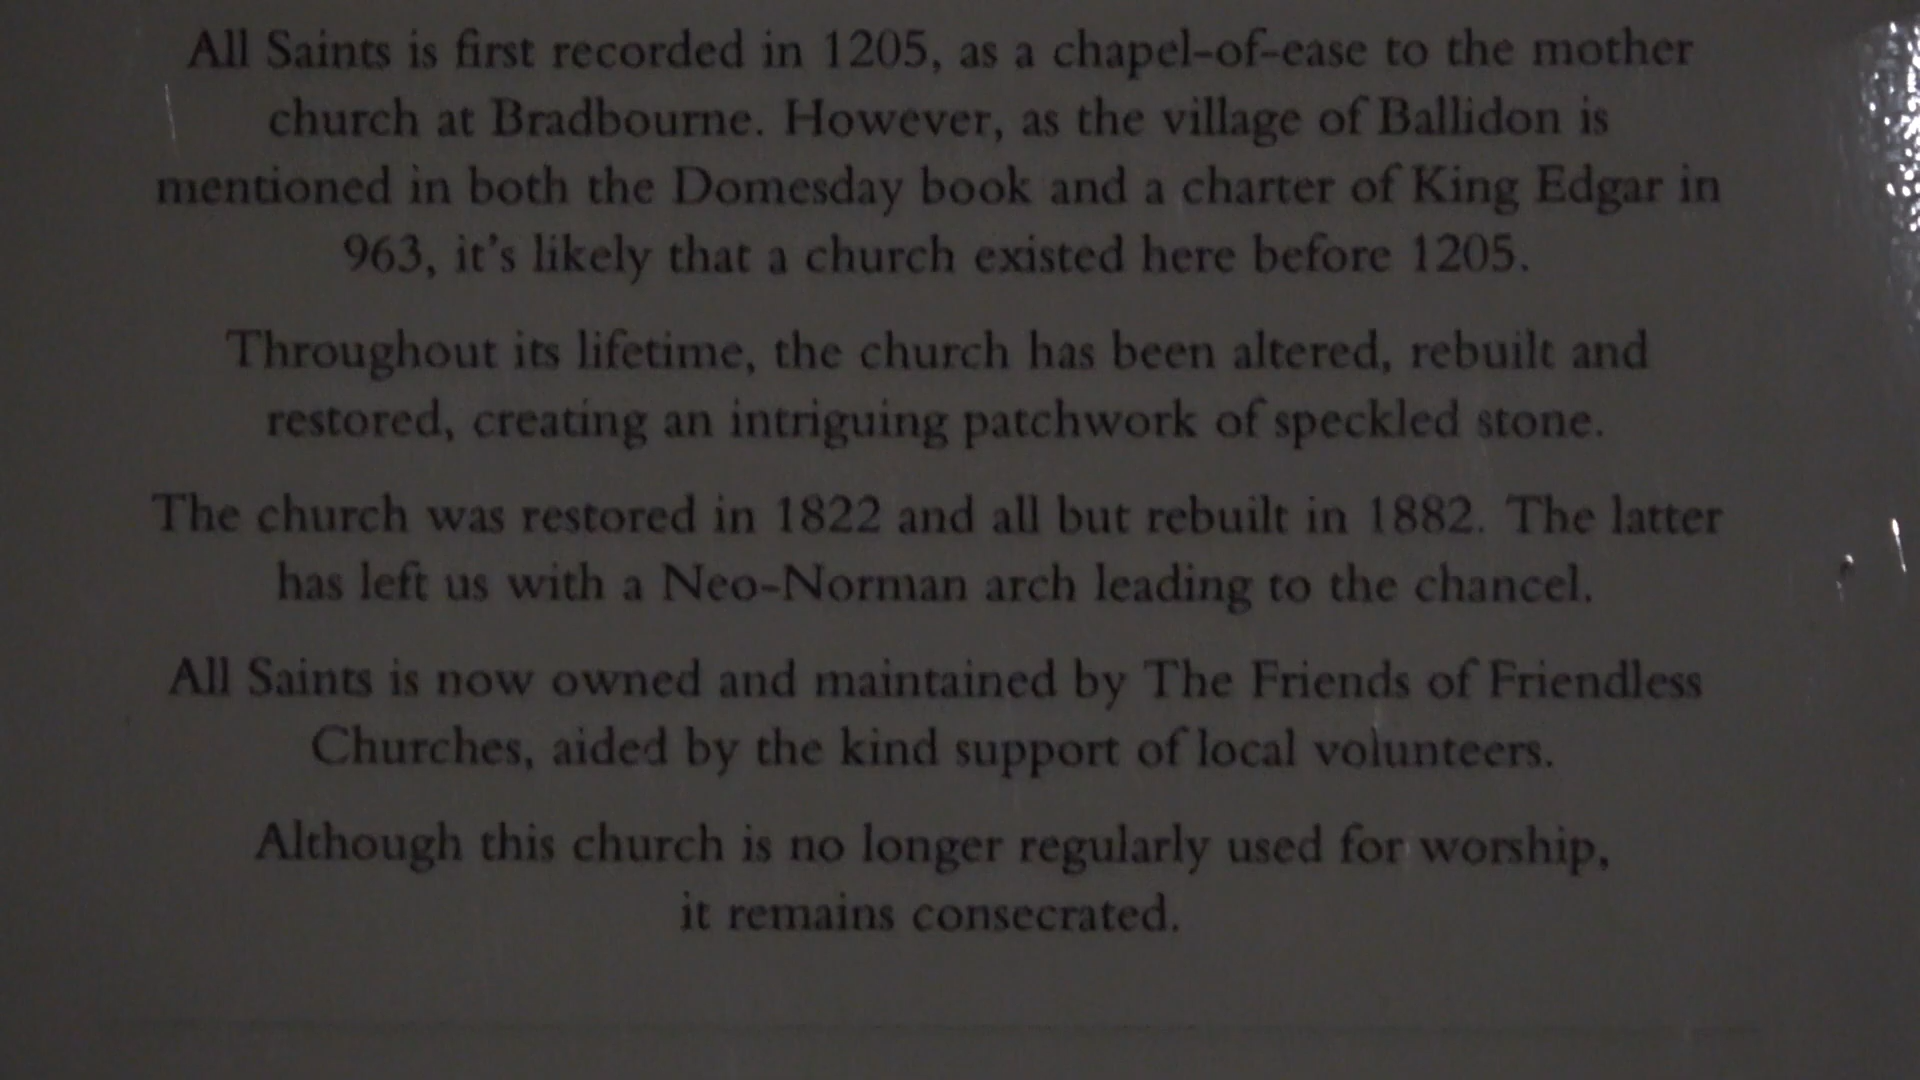 All Saints is first recorded in 1205, as a chapel-of-ease to the mother
church at Bradbourne. However, as the village of Ballidon is
mentioned in both the Domesday book and a charter of King Edgar in
963, it's likely that a church existed here before 1205.
Throughout its lifetime, the church has been altered, rebuilt and
restored, creating an intriguing patchwork of speckled stone.
The church was restored in 1822 and all but rebuilt in 1882. The latter
has left us with a Neo-Norman arch leading to the chancel.
All Saints is now owned and maintained by The Friends of Friendless
Churches, aided by the kind support of local volunteers.
Although this church is no longer regularly used for worship,
it remains consecrated.